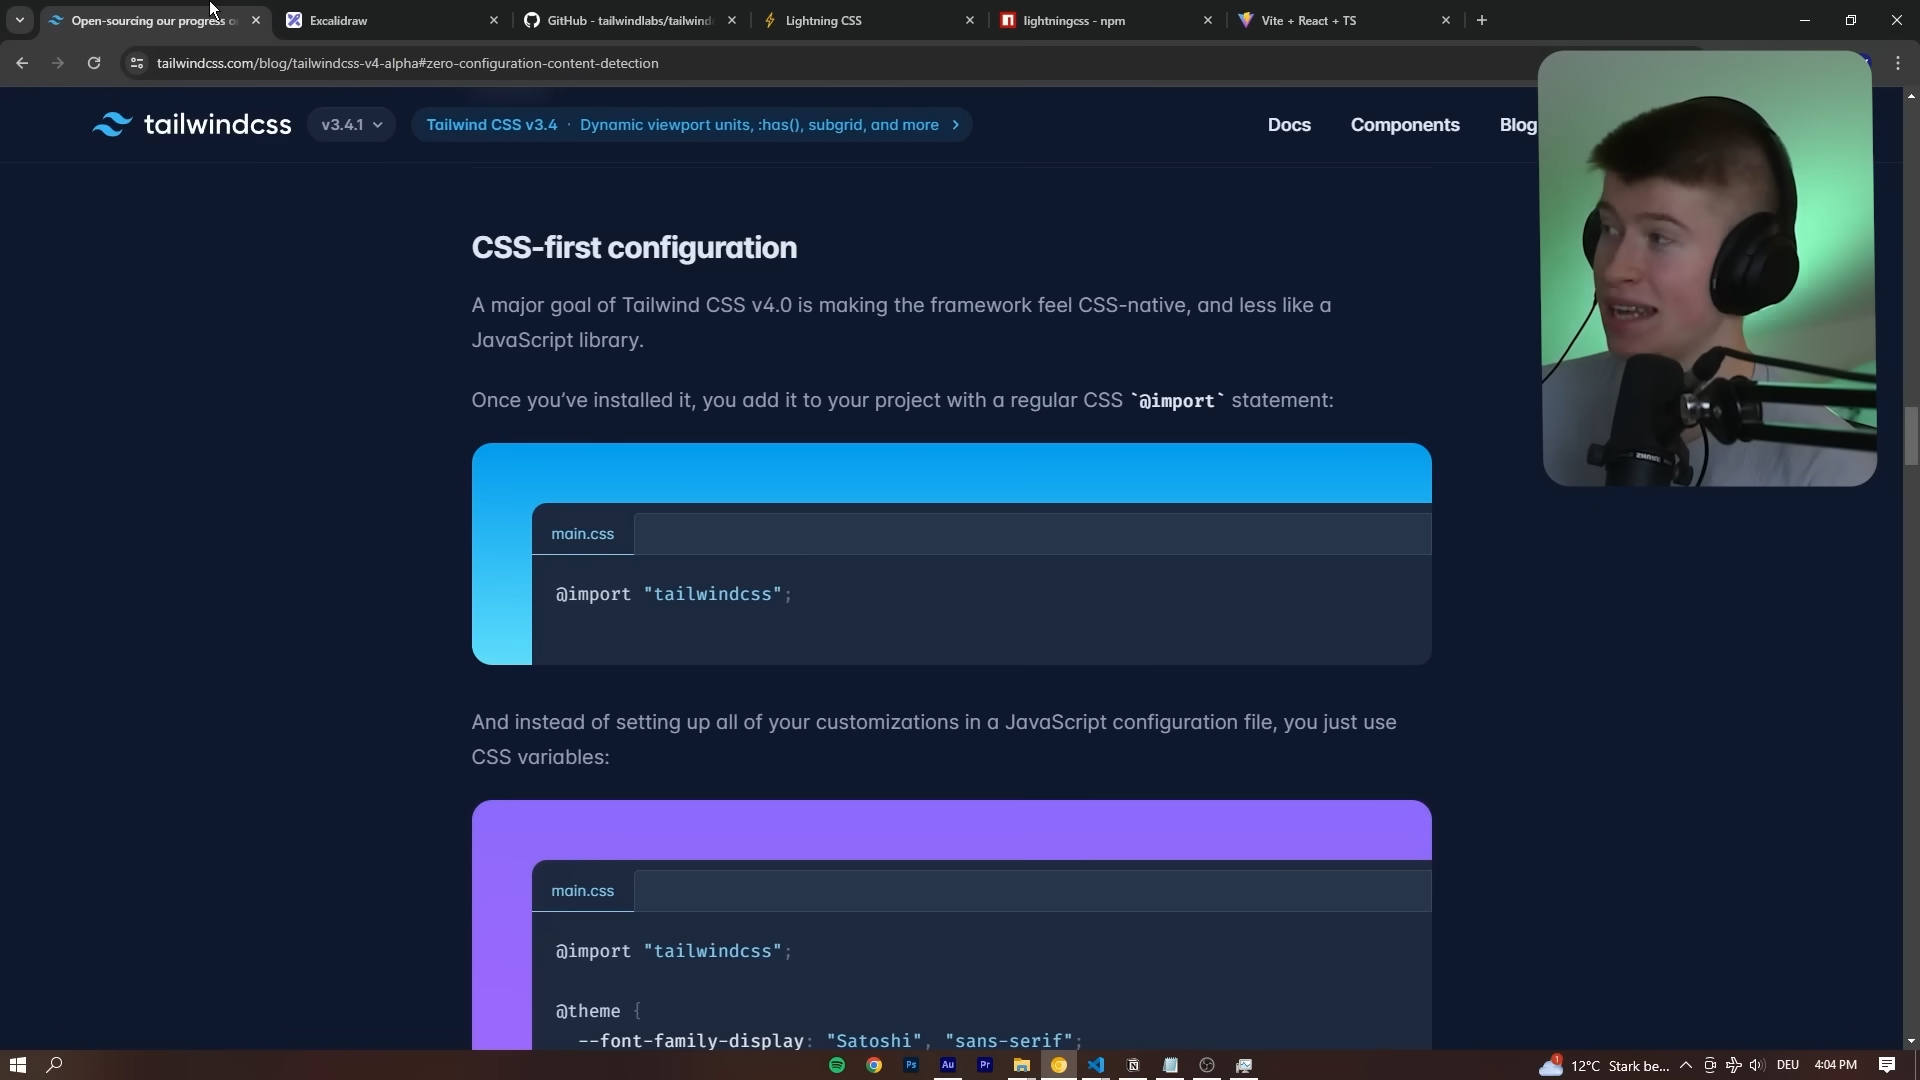 Open-sourcing our progress o
Excalidraw
GitHub - tailwindlabs/tailwind
Lightning CSS
lightningcss - npm
Vite + React + TS
tailwindcss.com/blog/tailwindcss-v4-alpha#zero-configuration-content-detection
tailwindcss
v3.4.1
Tailwind CSS v3.4 · Dynamic viewport units, :has(), subgrid, and more
Docs
Components
Blog
CSS-first configuration
A major goal of Tailwind CSS v4.0 is making the framework feel CSS-native, and less like a
JavaScript library.
Once you’ve installed it, you add it to your project with a regular CSS `@import` statement:
main.css
@import "tailwindcss";
And instead of setting up all of your customizations in a JavaScript configuration file, you just use
CSS variables:
main.css
@import "tailwindcss";
@theme {
--font-family-display: "Satoshi", "sans-serif";
Ps
Au
Pr
1
12°C Stark be...
DEU
4:04 PM